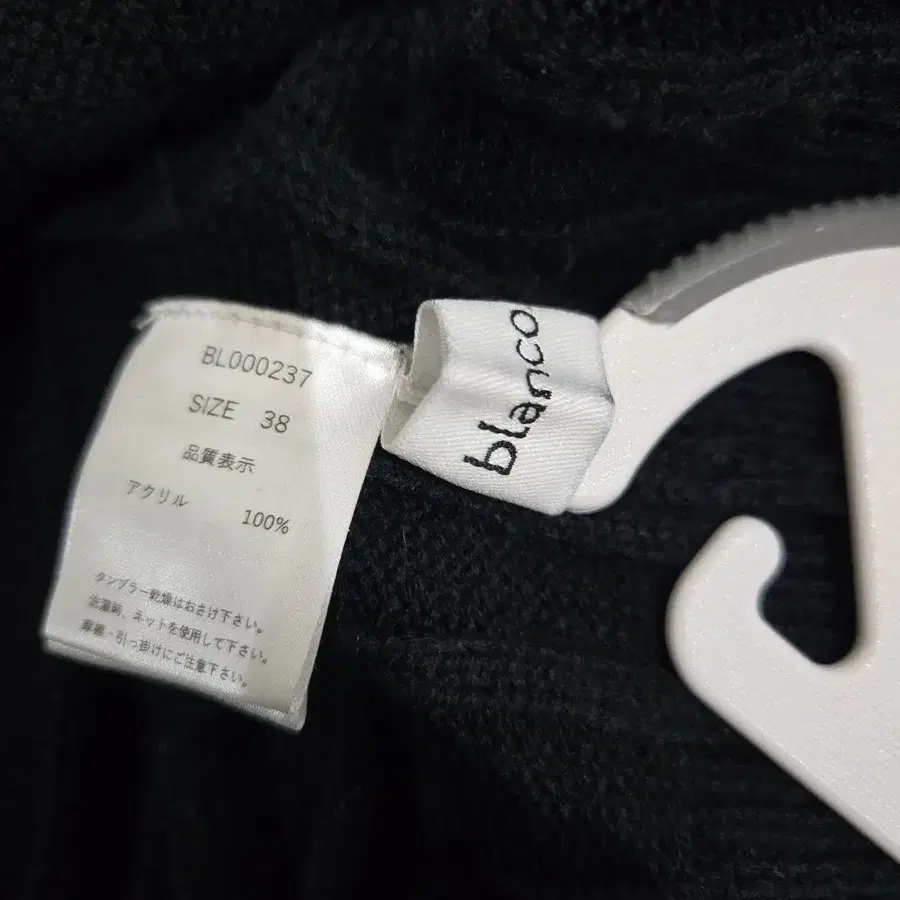 BL000237
SIZE 38
品質表示
アクリル 100%
タンブラー乾燥はおさけ下さい。
洗濯時、ネットを使用して下さい。
摩擦・引っ掛けにご注意下さい。
blanco